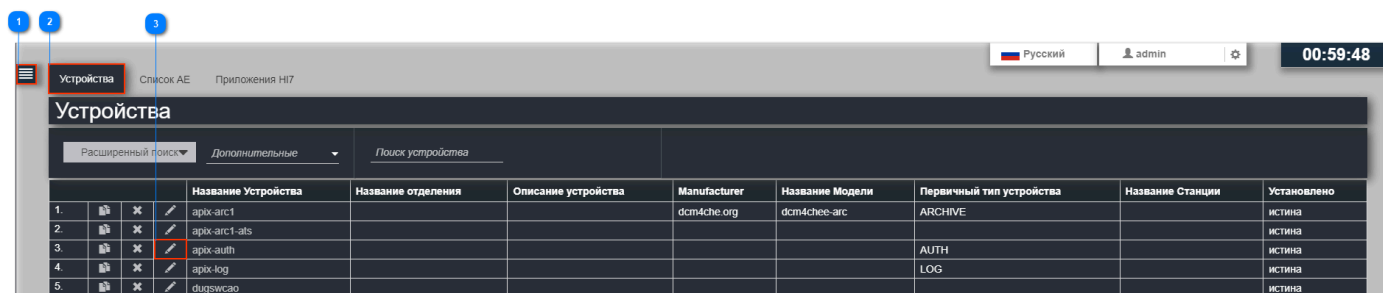 1 2 3
Русский admin 00:59:48
Устройства Список AE Приложения Hl7
Устройства
Расширенный поиск Дополнительные Поиск устройства
Название Устройства Название отделения Описание устройства Manufacturer Название Модели Первичный тип устройства Название Станции Установлено
1. apix-arc1 dcm4che.org dcm4chee-arc ARCHIVE истина
2. apix-arc1-ats истина
3. apix-auth AUTH истина
4. apix-log LOG истина
5. dugswcao истина